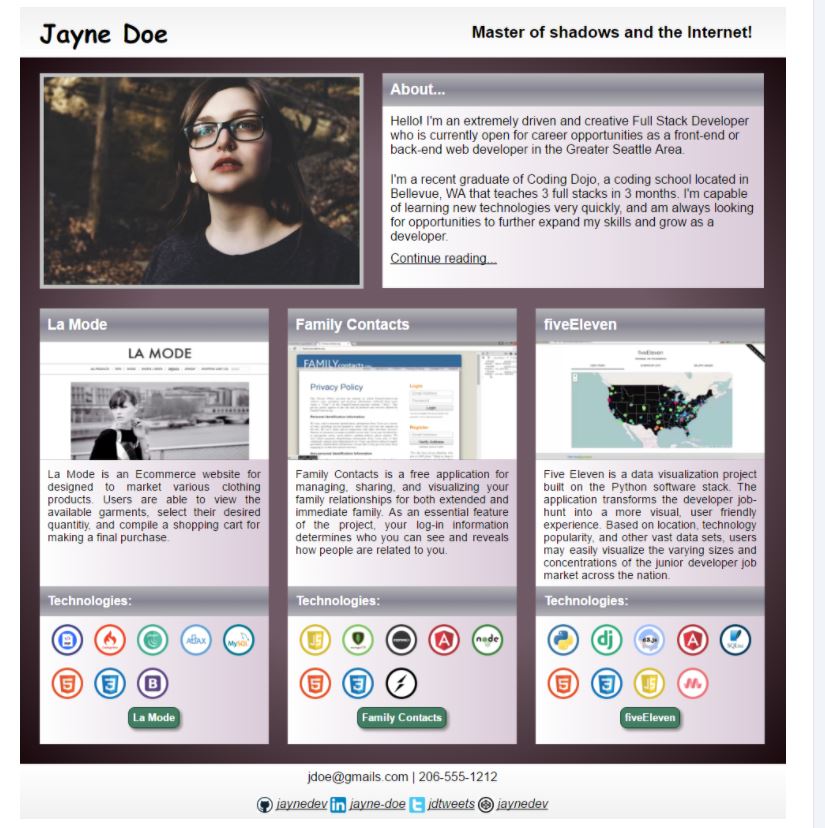 Jayne Doe
Master of shadows and the Internet!
About...
Hello! I'm an extremely driven and creative Full Stack Developer
who is currently open for career opportunities as a front-end or
back-end web developer in the Greater Seattle Area.
I'm a recent graduate of Coding Dojo, a coding school located in
Bellevue, WA that teaches 3 full stacks in 3 months. I'm capable
of learning new technologies very quickly, and am always looking
for opportunities to further expand my skills and grow as a
developer.
Continue reading...
La Mode
LA MODE
La Mode is an Ecommerce website for
designed to market various clothing
products. Users are able to view the
available garments, select their desired
quantitiy, and compile a shopping cart for
making a final purchase.
Technologies:
AJAX
MySQL
B
La Mode
Family Contacts
FAMILYcontacts
Privacy Policy
Login
Login
Register
Verify Address
Family Contacts is a free application for
managing, sharing, and visualizing your
family relationships for both extended and
immediate family. As an essential feature
of the project, your log-in information
determines who you can see and reveals
how people are related to you.
Technologies:
JS
A
node
5
3
Family Contacts
fiveEleven
fiveEleven
Five Eleven is a data visualization project
built on the Python software stack. The
application transforms the developer job-
hunt into a more visual, user friendly
experience. Based on location, technology
popularity, and other vast data sets, users
may easily visualize the varying sizes and
concentrations of the junior developer job
market across the nation.
Technologies:
dj
d3.js
A
SQLite
5
3
JS
fiveEleven
jdoe@gmails.com | 206-555-1212
jaynedev in jayne-doe jdtweets jaynedev